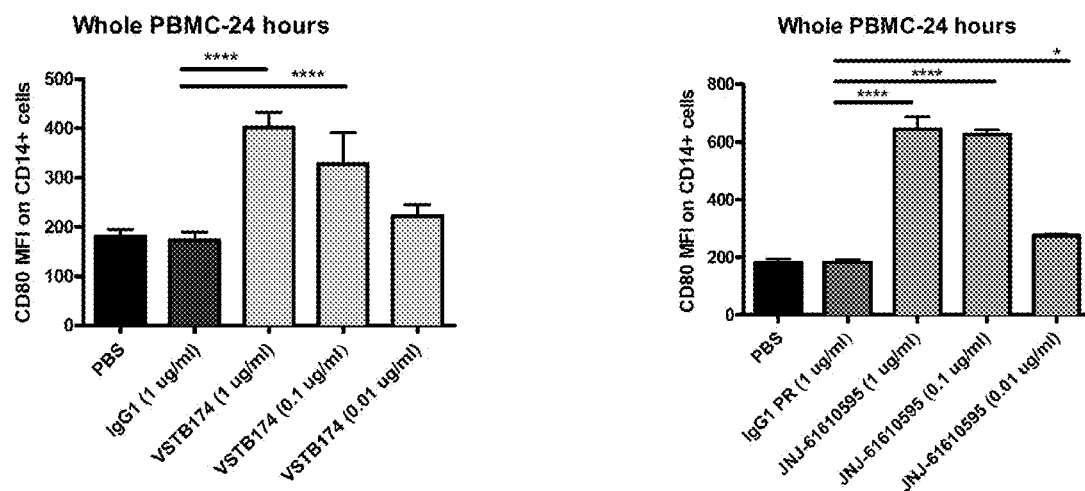 Whole PBMC-24 hours
****
****
CD80 MFI on CD14+ cells
500
400
300
200
100
0
PBS
IgG1 (1 ug/ml)
VSTB174 (1 ug/ml)
VSTB174 (0.1 ug/ml)
VSTB174 (0.01 ug/ml)
Whole PBMC-24 hours
*
****
****
CD80 MFI on CD14+ cells
800
600
400
200
0
PBS
IgG1 PR (1 ug/ml)
JNJ-61610595 (1 ug/ml)
JNJ-61610595 (0.1 ug/ml)
JNJ-61610595 (0.01 ug/ml)